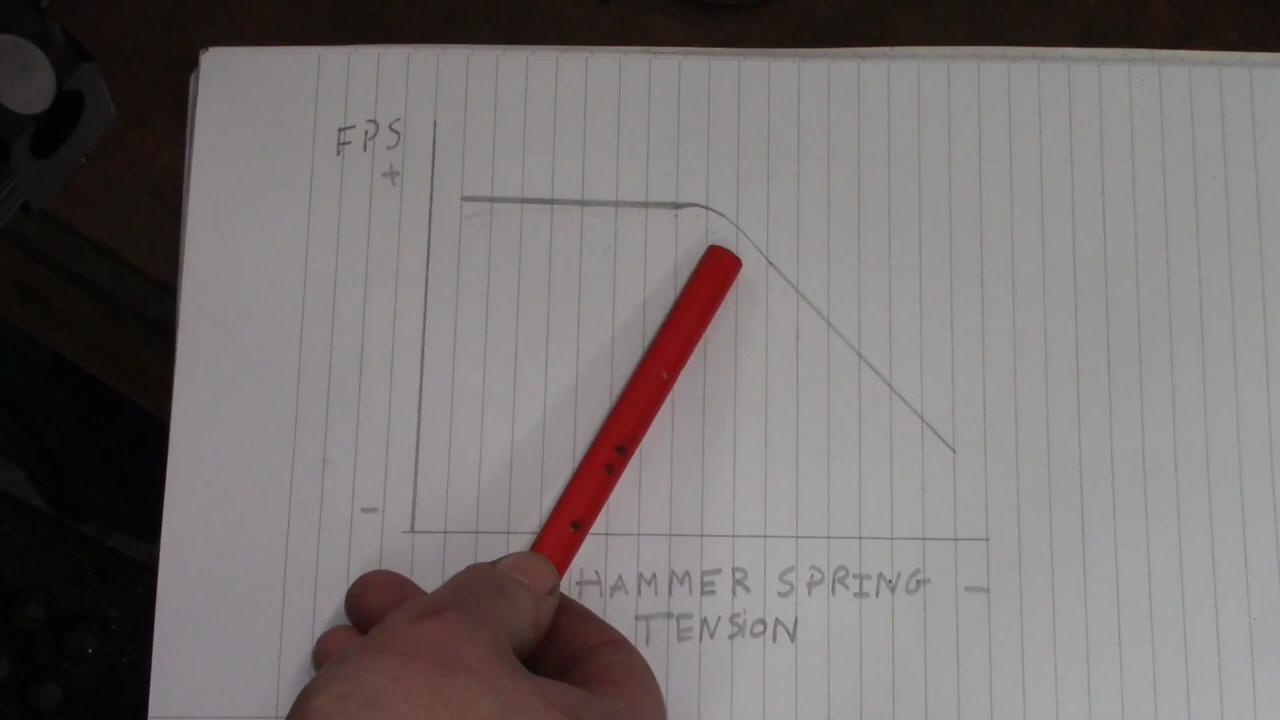 FPS
+
-
HAMMER SPRING -
TENSION